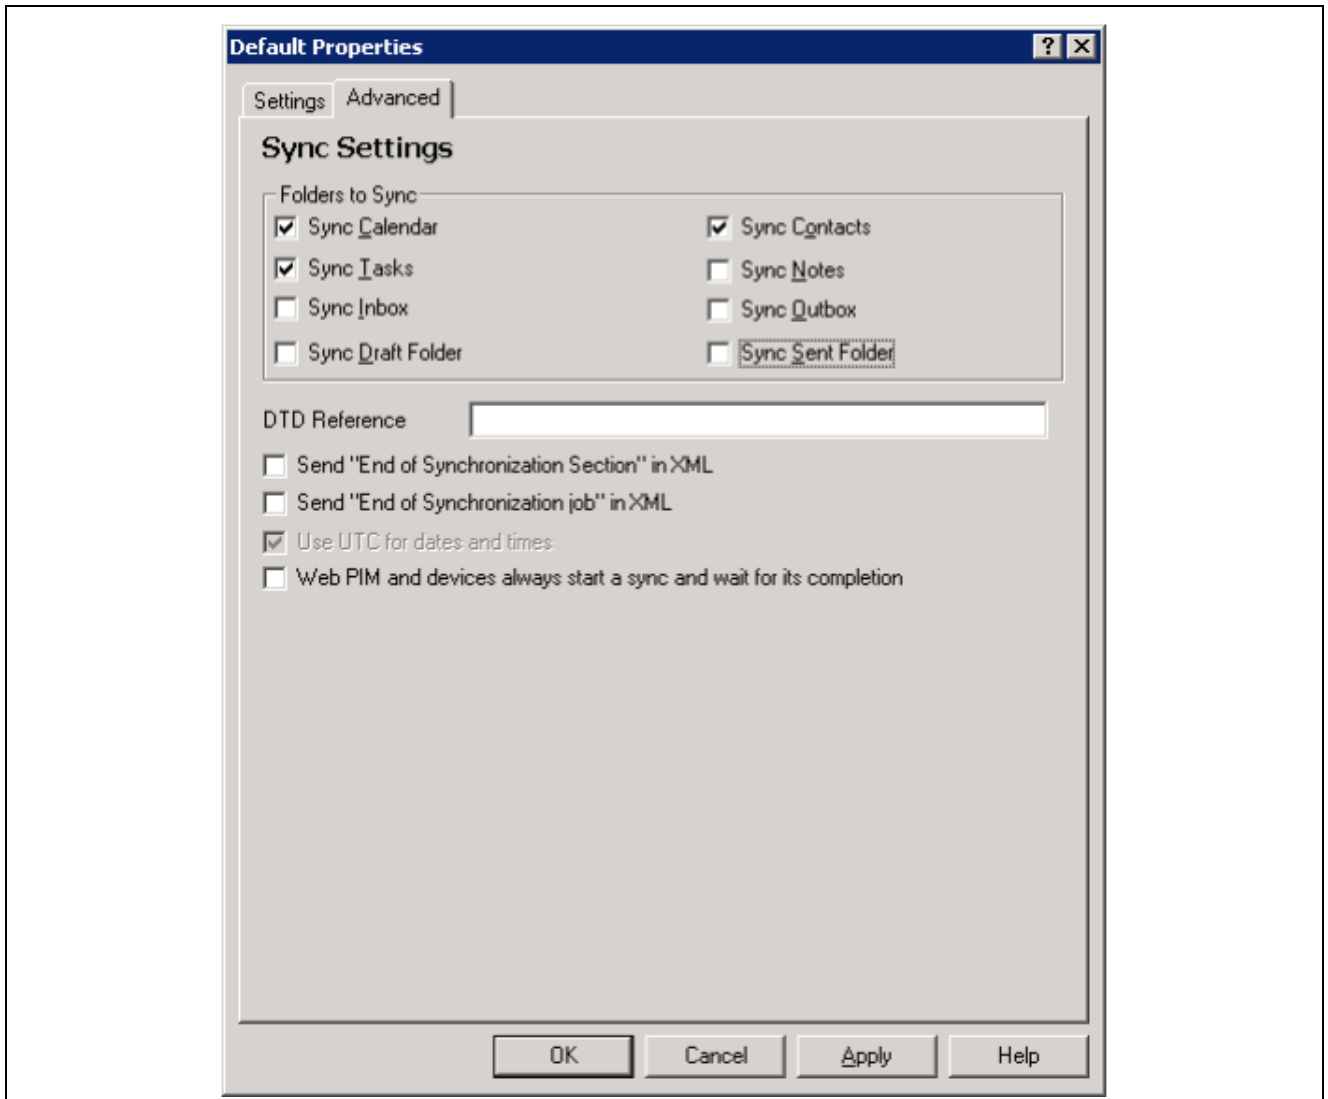 Default Properties
Settings Advanced
Sync Settings
Folders to Sync
Sync Calendar Sync Contacts
Sync Tasks Sync Notes
Sync Inbox Sync Outbox
Sync Draft Folder Sync Sent Folder
DTD Reference
Send "End of Synchronization Section" in XML
Send "End of Synchronization job" in XML
Use UTC for dates and times
Web PIM and devices always start a sync and wait for its completion
OK Cancel Apply Help